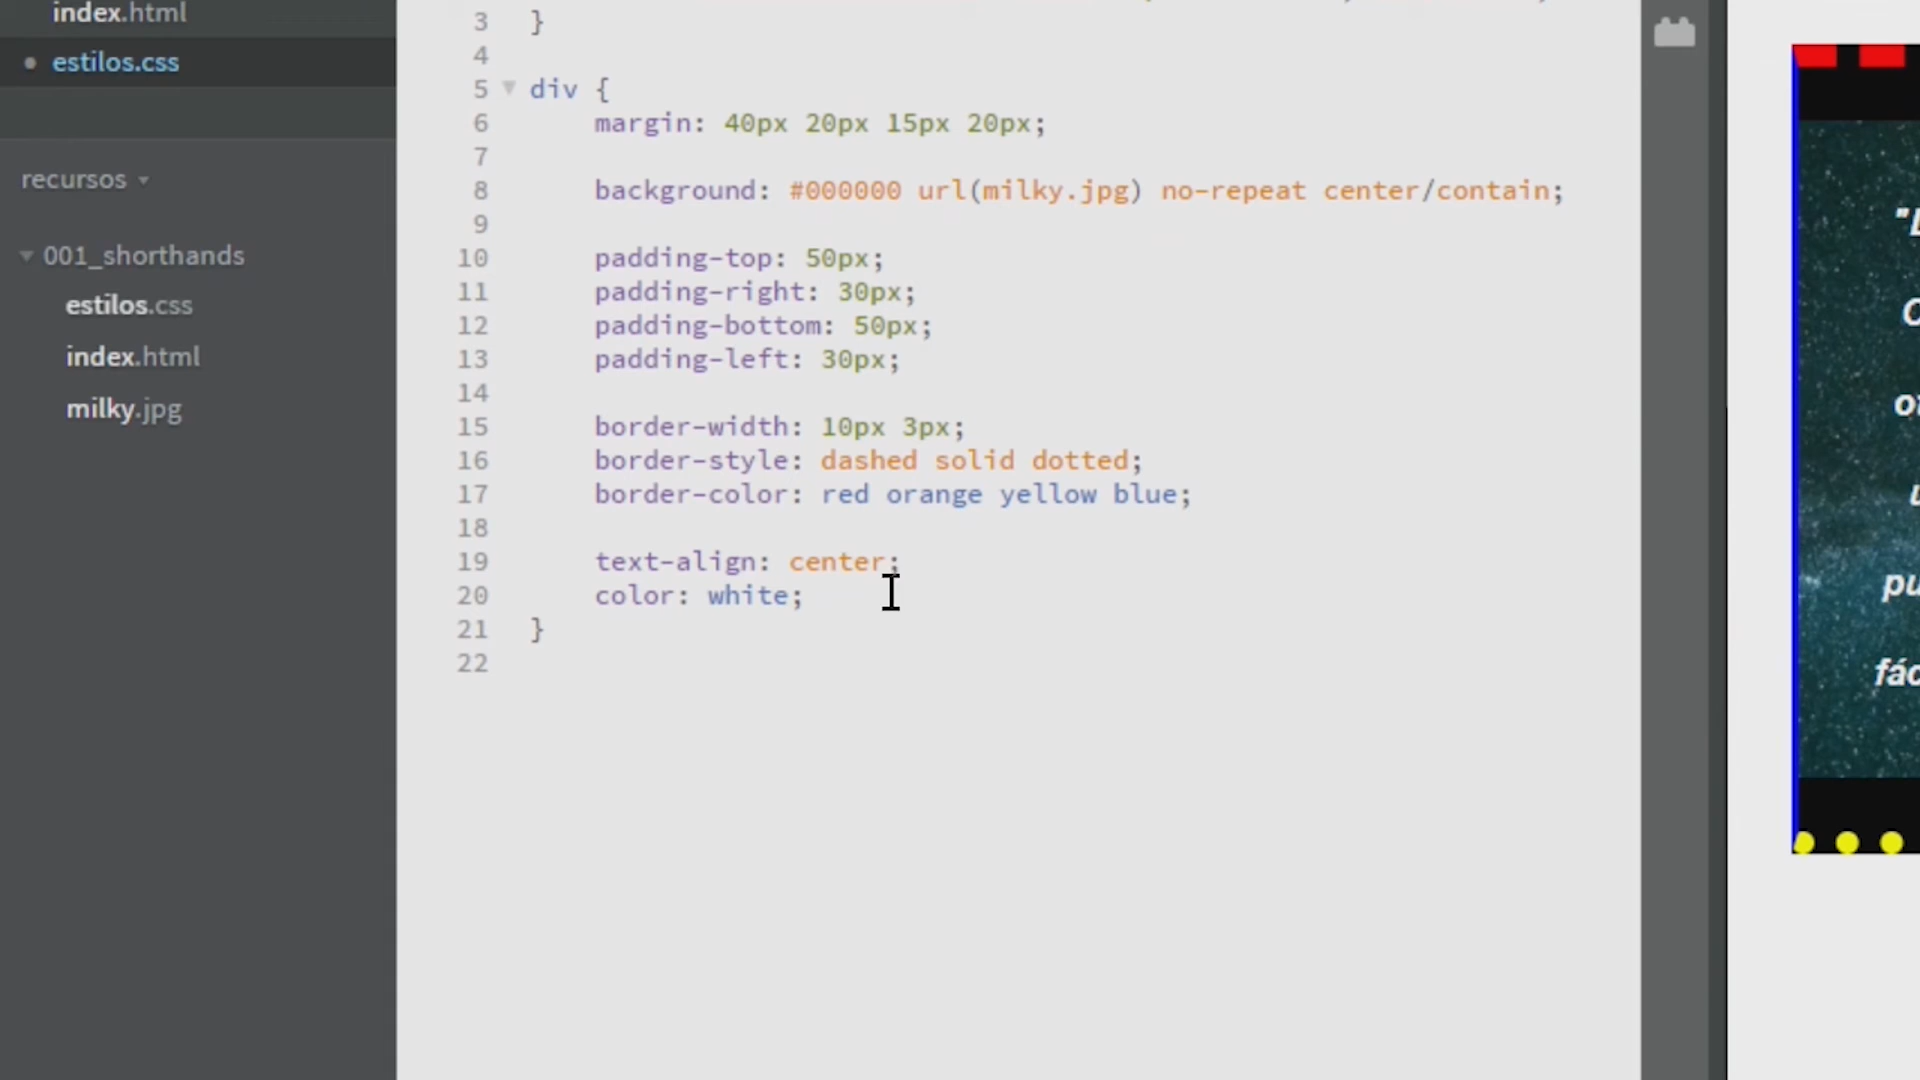 index.html
estilos.css
recursos
001_shorthands
estilos.css
index.html
milky.jpg
3 }
4
5 div {
6 margin: 40px 20px 15px 20px;
7
8 background: #000000 url(milky.jpg) no-repeat center/contain;
9
10 padding-top: 50px;
11 padding-right: 30px;
12 padding-bottom: 50px;
13 padding-left: 30px;
14
15 border-width: 10px 3px;
16 border-style: dashed solid dotted;
17 border-color: red orange yellow blue;
18
19 text-align: center;
20 color: white;
21 }
22